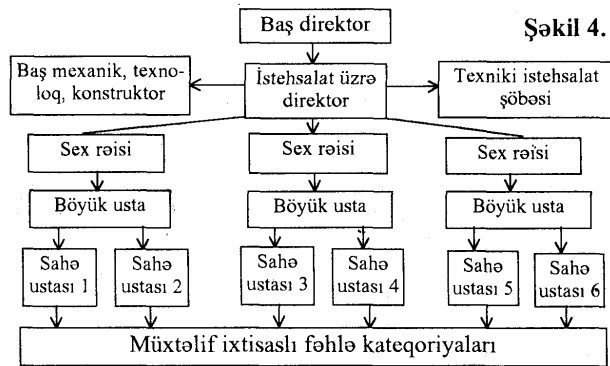 Baş direktor
Şəkil 4.
Baş mexanik, texno-
loq, konstruktor
İstehsalat üzrə
direktor
Texniki istehsalat
şöbəsi
Sex rəisi
Sex rəisi
Sex rəisi
Böyük usta
Böyük usta
Böyük usta
Sahə
ustası 1
Sahə
ustası 2
Sahə
ustası 3
Sahə
ustası 4
Sahə
ustası 5
Sahə
ustası 6
Müxtəlif ixtisaslı fəhlə kateqoriyaları